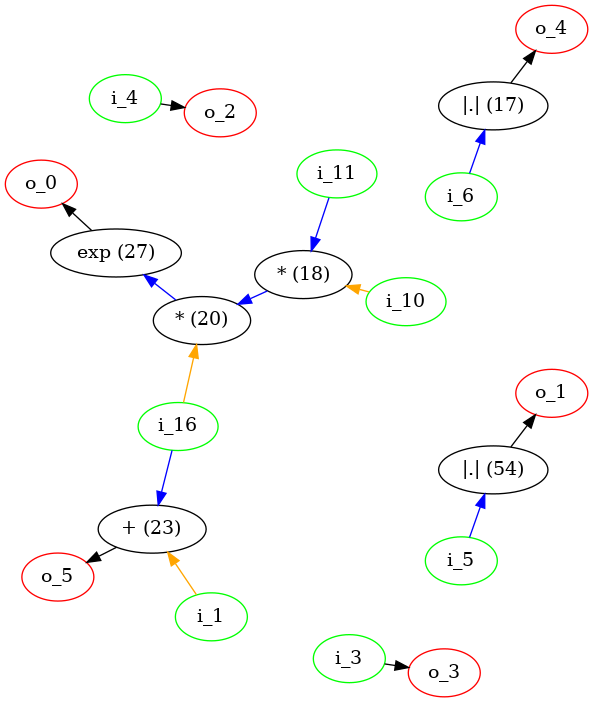 o_4
i_4
|.| (17)
o_2
i_11
o_0
i_6
exp (27)
* (18)
i_10
* (20)
o_1
i_16
|.| (54)
+ (23)
i_5
o_5
i_1
i_3
o_3